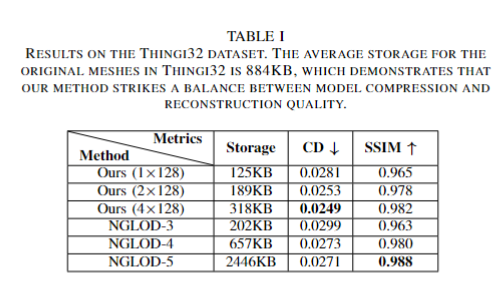 TABLE I
RESULTS ON THE THINGI32 DATASET. THE AVERAGE STORAGE FOR THE
ORIGINAL MESHES IN THINGI32 IS 884KB, WHICH DEMONSTRATES THAT
OUR METHOD STRIKES A BALANCE BETWEEN MODEL COMPRESSION AND
RECONSTRUCTION QUALITY.
Method Metrics Storage CD ↓ SSIM ↑
Ours (1×128) 125KB 0.0281 0.965
Ours (2×128) 189KB 0.0253 0.978
Ours (4×128) 318KB 0.0249 0.982
NGLOD-3 202KB 0.0299 0.963
NGLOD-4 657KB 0.0273 0.980
NGLOD-5 2446KB 0.0271 0.988